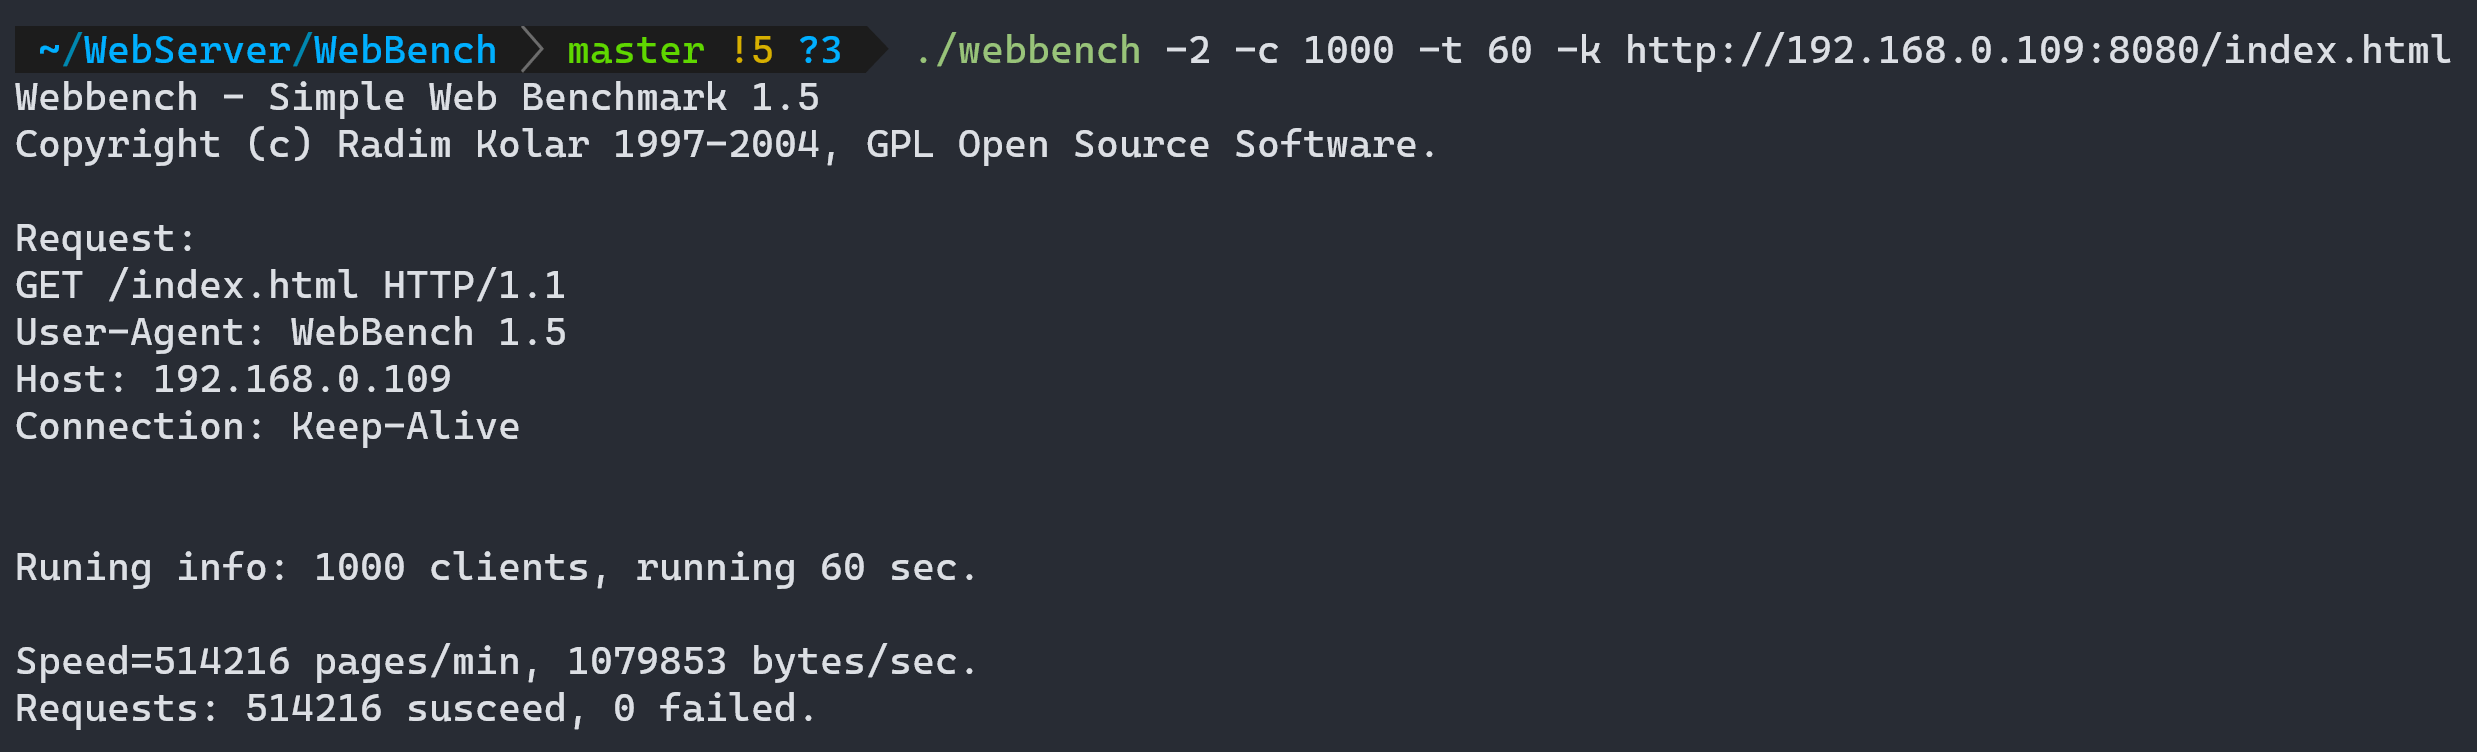 ~/WebServer/WebBench master !5 ?3 ./webbench -2 -c 1000 -t 60 -k http://192.168.0.109:8080/index.html
Webbench - Simple Web Benchmark 1.5
Copyright (c) Radim Kolar 1997-2004, GPL Open Source Software.
Request:
GET /index.html HTTP/1.1
User-Agent: WebBench 1.5
Host: 192.168.0.109
Connection: Keep-Alive
Runing info: 1000 clients, running 60 sec.
Speed=514216 pages/min, 1079853 bytes/sec.
Requests: 514216 susceed, 0 failed.